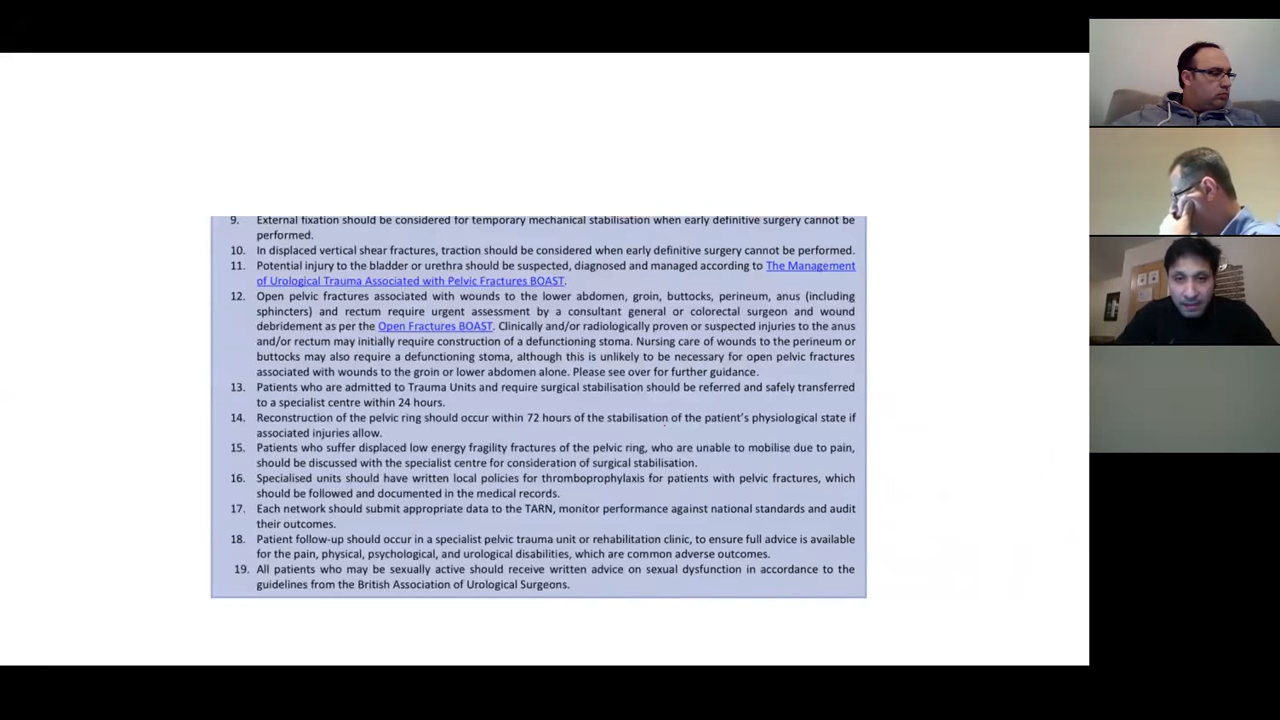 9. External fixation should be considered for temporary mechanical stabilisation when early definitive surgery cannot be
performed.
10. In displaced vertical shear fractures, traction should be considered when early definitive surgery cannot be performed.
11. Potential injury to the bladder or urethra should be suspected, diagnosed and managed according to The Management
of Urological Trauma Associated with Pelvic Fractures BOAST.
12. Open pelvic fractures associated with wounds to the lower abdomen, groin, buttocks, perineum, anus (including
sphincters) and rectum require urgent assessment by a consultant general or colorectal surgeon and wound
debridement as per the Open Fractures BOAST. Clinically and/or radiologically proven or suspected injuries to the anus
and/or rectum may initially require construction of a defunctioning stoma. Nursing care of wounds to the perineum or
buttocks may also require a defunctioning stoma, although this is unlikely to be necessary for open pelvic fractures
associated with wounds to the groin or lower abdomen alone. Please see over for further guidance.
13. Patients who are admitted to Trauma Units and require surgical stabilisation should be referred and safely transferred
to a specialist centre within 24 hours.
14. Reconstruction of the pelvic ring should occur within 72 hours of the stabilisation of the patient's physiological state if
associated injuries allow.
15. Patients who suffer displaced low energy fragility fractures of the pelvic ring, who are unable to mobilise due to pain,
should be discussed with the specialist centre for consideration of surgical stabilisation.
16. Specialised units should have written local policies for thromboprophylaxis for patients with pelvic fractures, which
should be followed and documented in the medical records.
17. Each network should submit appropriate data to the TARN, monitor performance against national standards and audit
their outcomes.
18. Patient follow-up should occur in a specialist pelvic trauma unit or rehabilitation clinic, to ensure full advice is available
for the pain, physical, psychological, and urological disabilities, which are common adverse outcomes.
19. All patients who may be sexually active should receive written advice on sexual dysfunction in accordance to the
guidelines from the British Association of Urological Surgeons.